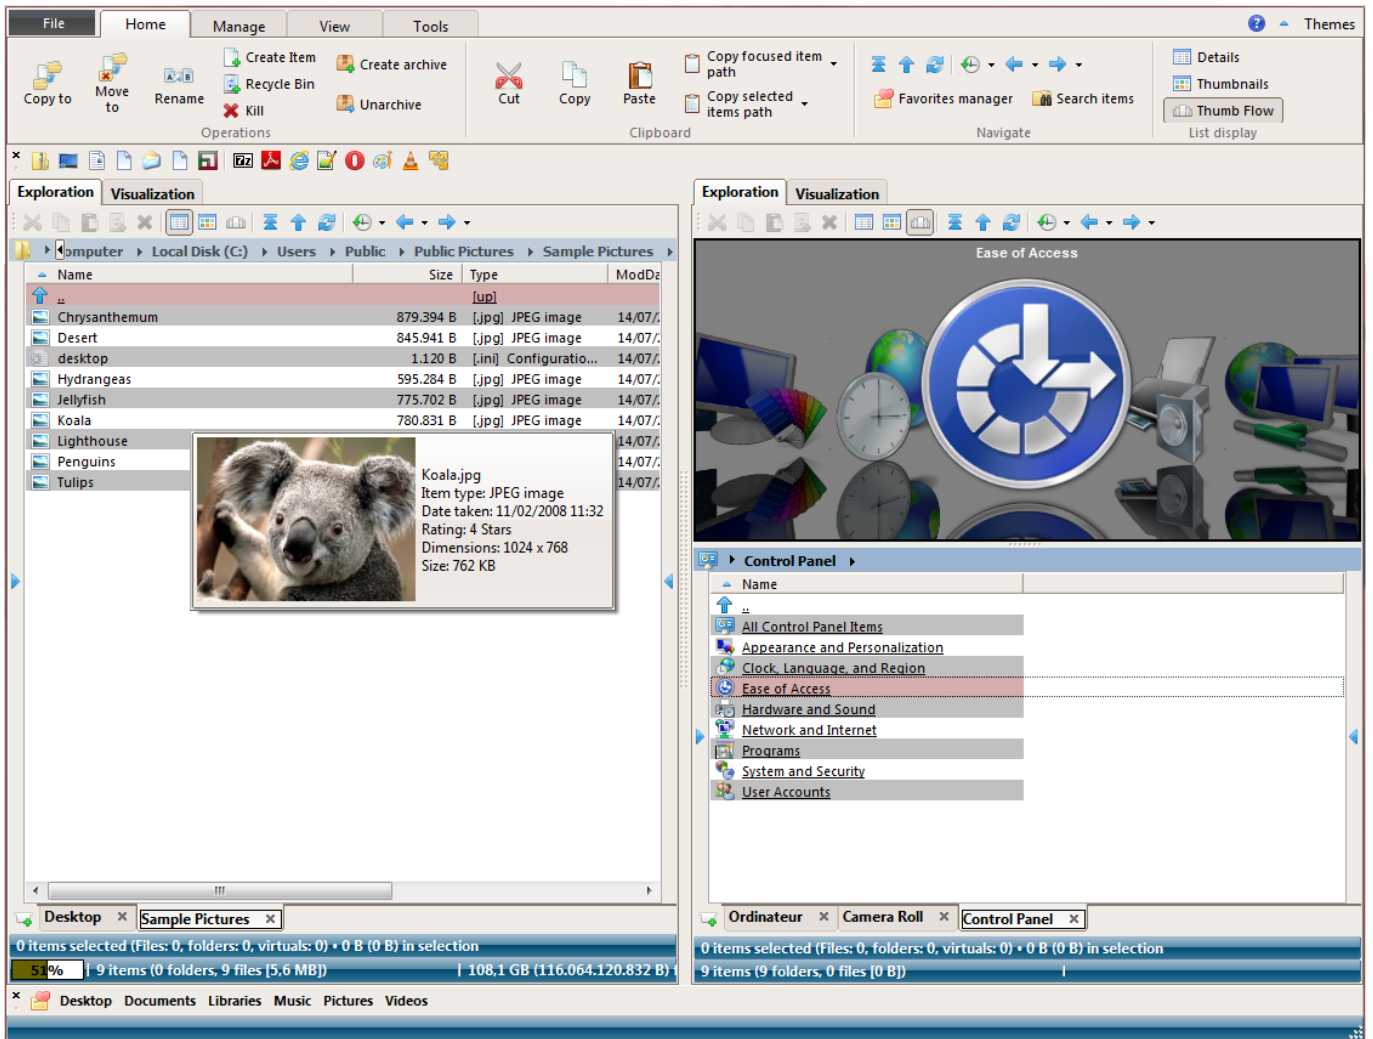 File Home Manage View Tools Themes
Copy to
Move to
Rename
Create Item
Recycle Bin
Kill
Create archive
Unarchive
Operations
Cut
Copy
Paste
Copy focused item path
Copy selected items path
Clipboard
Favorites manager
Search items
Navigate
Details
Thumbnails
Thumb Flow
List display
Exploration Visualization
Computer Local Disk (C:) Users Public Public Pictures Sample Pictures
Name Size Type ModDa
.. [up]
Chrysanthemum 879.394 B [.jpg] JPEG image 14/07/
Desert 845.941 B [.jpg] JPEG image 14/07/
desktop 1.120 B [.ini] Configuratio... 14/07/
Hydrangeas 595.284 B [.jpg] JPEG image 14/07/
Jellyfish 775.702 B [.jpg] JPEG image 14/07/
Koala 780.831 B [.jpg] JPEG image 14/07/
Lighthouse 14/07/
Penguins 14/07/
Tulips 14/07/
Koala.jpg
Item type: JPEG image
Date taken: 11/02/2008 11:32
Rating: 4 Stars
Dimensions: 1024 x 768
Size: 762 KB
Desktop Sample Pictures
0 items selected (Files: 0, folders: 0, virtuals: 0) • 0 B (0 B) in selection
51% | 9 items (0 folders, 9 files [5,6 MB]) | 108,1 GB (116.064.120.832 B) f
Exploration Visualization
Ease of Access
Control Panel
Name
..
All Control Panel Items
Appearance and Personalization
Clock, Language, and Region
Ease of Access
Hardware and Sound
Network and Internet
Programs
System and Security
User Accounts
Ordinateur Camera Roll Control Panel
0 items selected (Files: 0, folders: 0, virtuals: 0) • 0 B (0 B) in selection
9 items (9 folders, 0 files [0 B]) |
Desktop Documents Libraries Music Pictures Videos